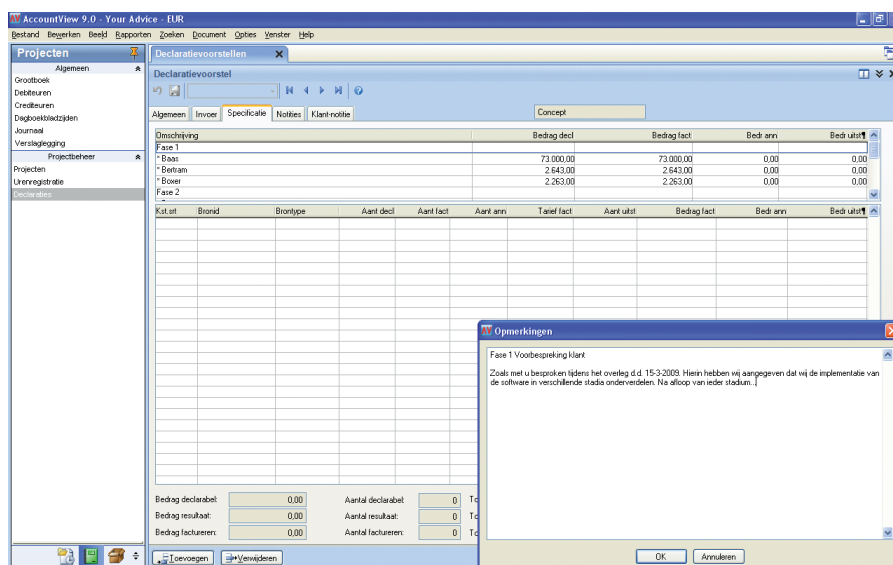 AccountView 9.0 - Your Advice - EUR
Bestand Bewerken Beeld Rapporten Zoeken Document Opties Venster Help
Projecten
Algemeen
Grootboek
Debiteuren
Crediteuren
Dagboekbladzijden
Journaal
Verslaglegging
Projectbeheer
Projecten
Urenregistratie
Declaraties
Declaratievoorstellen
Declaratievoorstel
Algemeen Invoer Specificatie Notities Klant-notitie Concept
Omschrijving Bedrag decl Bedrag fact Bedr ann Bedr uitst¶
Fase 1
* Baas 73.000,00 73.000,00 0,00 0,00
* Bertram 2.643,00 2.643,00 0,00 0,00
* Boxer 2.263,00 2.263,00 0,00 0,00
Fase 2
Kst.srt Bronid Brontype Aant decl Aant fact Aant ann Tarief fact Aant uitst Bedrag fact Bedr ann Bedr uitst¶
Opmerkingen
Fase 1 Voorbespreking klant
Zoals met u besproken tijdens het overleg d.d. 15-3-2009. Hierin hebben wij aangegeven dat wij de implementatie van
de software in verschillende stadia onderverdelen. Na afloop van ieder stadium...
Bedrag declarabel: 0,00 Aantal declarabel: 0 To
Bedrag resultaat: 0,00 Aantal resultaat: 0 To
Bedrag factureren: 0,00 Aantal factureren: 0 To
Toevoegen Verwijderen
OK Annuleren